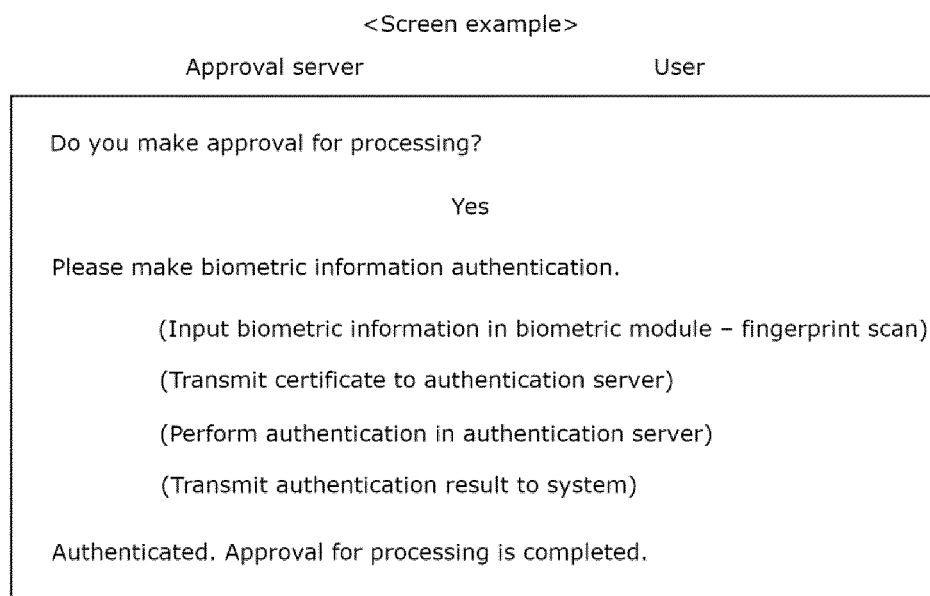 <Screen example>
Approval server User
Do you make approval for processing?
Yes
Please make biometric information authentication.
(Input biometric information in biometric module – fingerprint scan)
(Transmit certificate to authentication server)
(Perform authentication in authentication server)
(Transmit authentication result to system)
Authenticated. Approval for processing is completed.